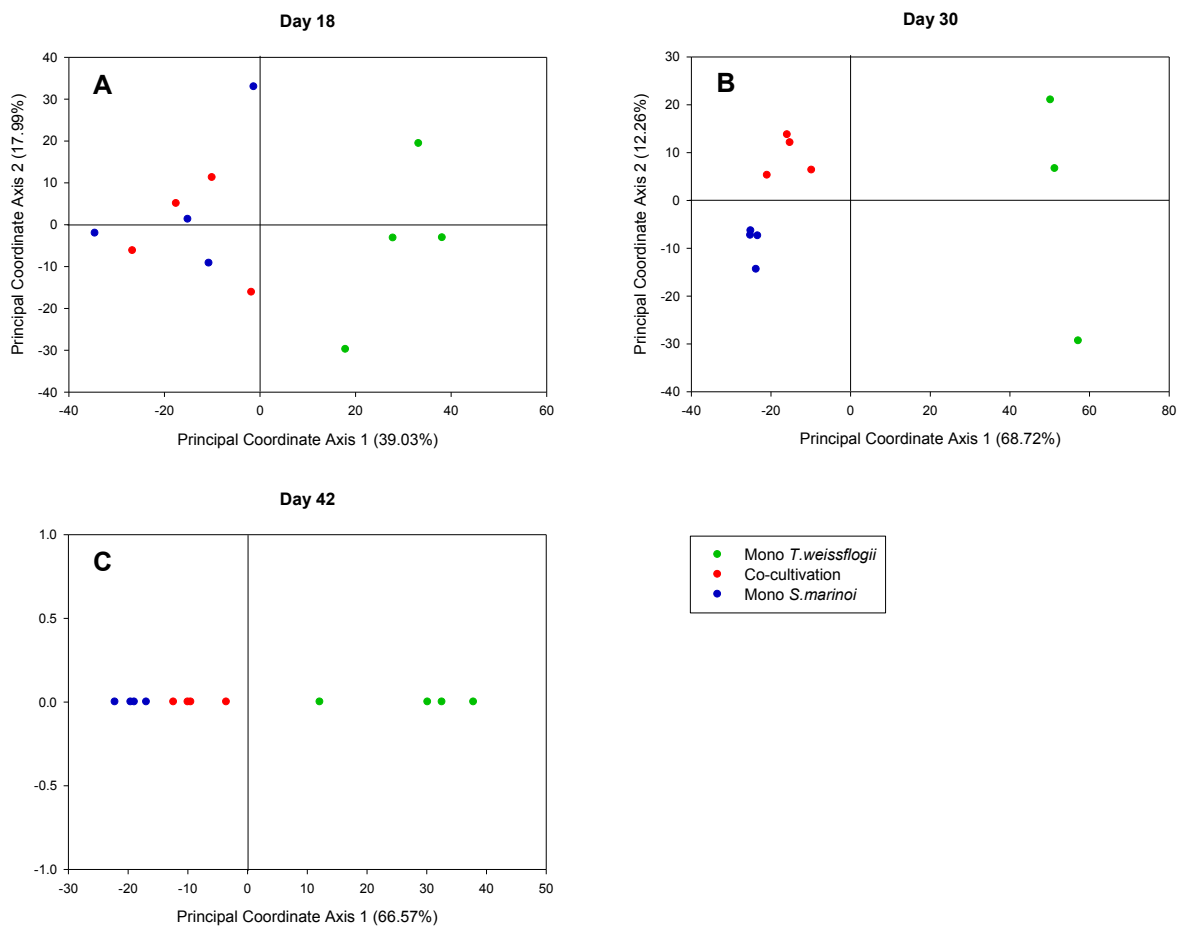 Day 18
A
40
30
20
10
0
-10
-20
-30
-40
Principal Coordinate Axis 2 (17.99%)
-40 -20 0 20 40 60
Principal Coordinate Axis 1 (39.03%)
Day 30
B
30
20
10
0
-10
-20
-30
-40
Principal Coordinate Axis 2 (12.26%)
-40 -20 0 20 40 60 80
Principal Coordinate Axis 1 (68.72%)
Day 42
C
1.0
0.5
0.0
-0.5
-1.0
-30 -20 -10 0 10 20 30 40 50
Principal Coordinate Axis 1 (66.57%)
Mono T.weissflogii
Co-cultivation
Mono S.marinoi